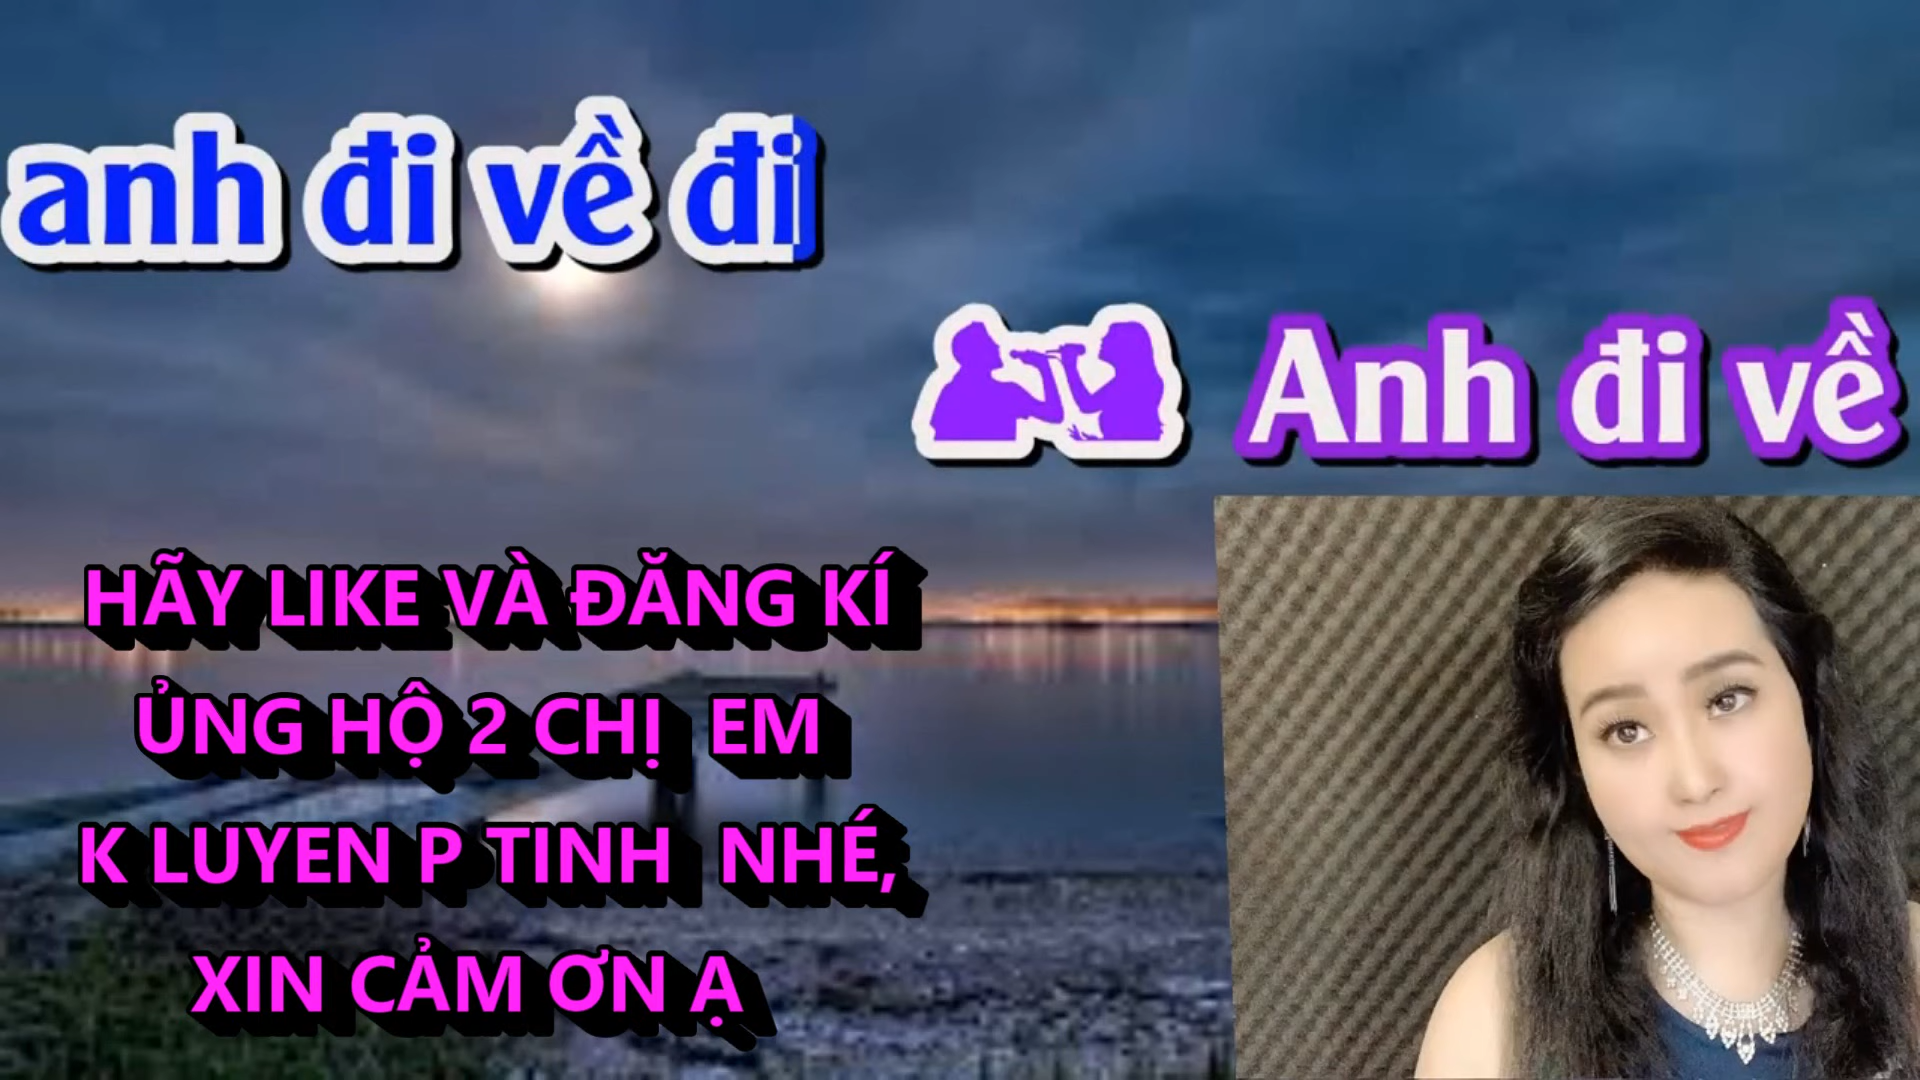 anh đi về đi
Anh đi về
HÃY LIKE VÀ ĐĂNG KÍ
ỦNG HỘ 2 CHỊ EM
K LUYEN P TINH NHÉ,
XIN CẢM ƠN Ạ